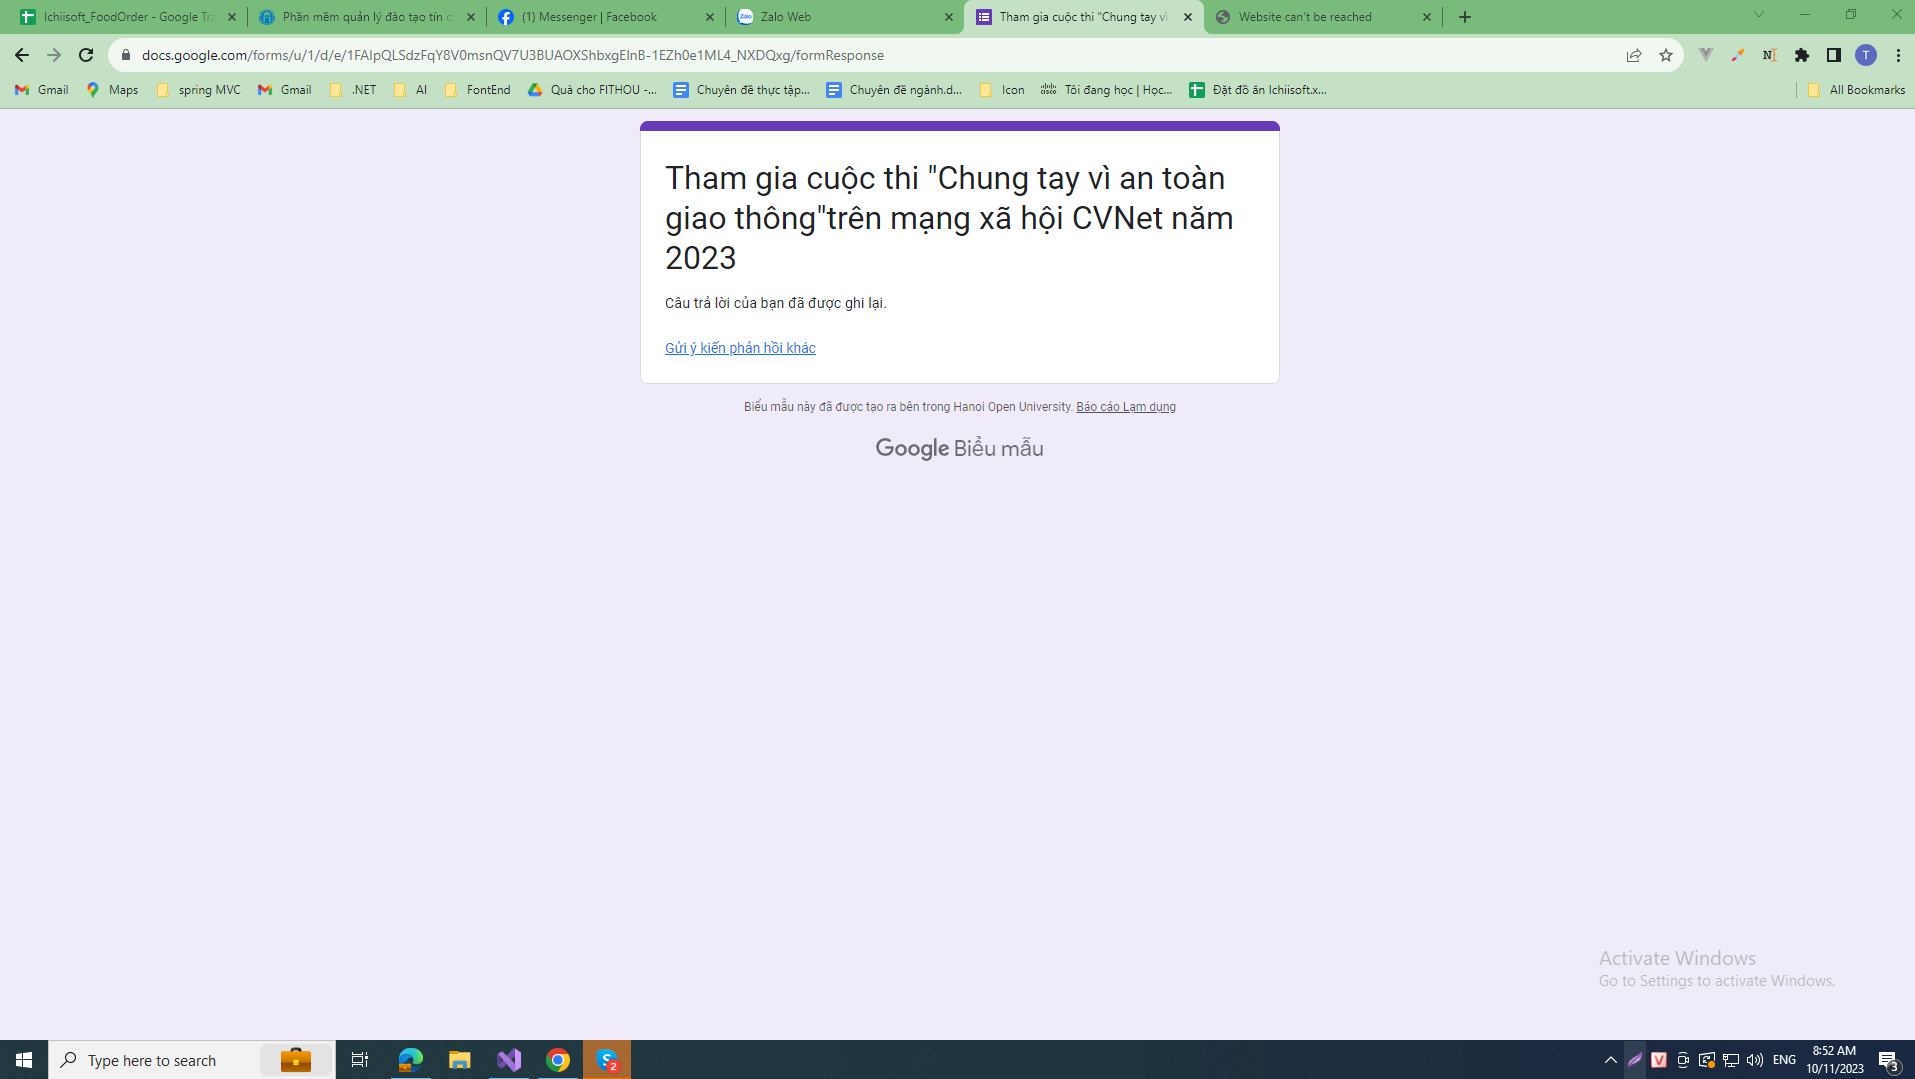 Ichiisoft_FoodOrder - Google Tra
Phần mềm quản lý đào tạo tín c
(1) Messenger | Facebook
Zalo Web
Tham gia cuộc thi "Chung tay vì
Website can't be reached
docs.google.com/forms/u/1/d/e/1FAIpQLSdzFqY8V0msnQV7U3BUAOXShbxgEInB-1EZh0e1ML4_NXDQxg/formResponse
T
Gmail
Maps
spring MVC
Gmail
.NET
AI
FontEnd
Quà cho FITHOU -...
Chuyên đề thực tập...
Chuyên đề ngành.d...
Icon
Tôi đang học | Học...
Đặt đồ ăn Ichiisoft.x...
All Bookmarks
Tham gia cuộc thi "Chung tay vì an toàn
giao thông"trên mạng xã hội CVNet năm
2023
Câu trả lời của bạn đã được ghi lại.
Gửi ý kiến phản hồi khác
Biểu mẫu này đã được tạo ra bên trong Hanoi Open University. Báo cáo Lạm dụng
Google Biểu mẫu
Activate Windows
Go to Settings to activate Windows.
Type here to search
2
ENG
8:52 AM
10/11/2023
3